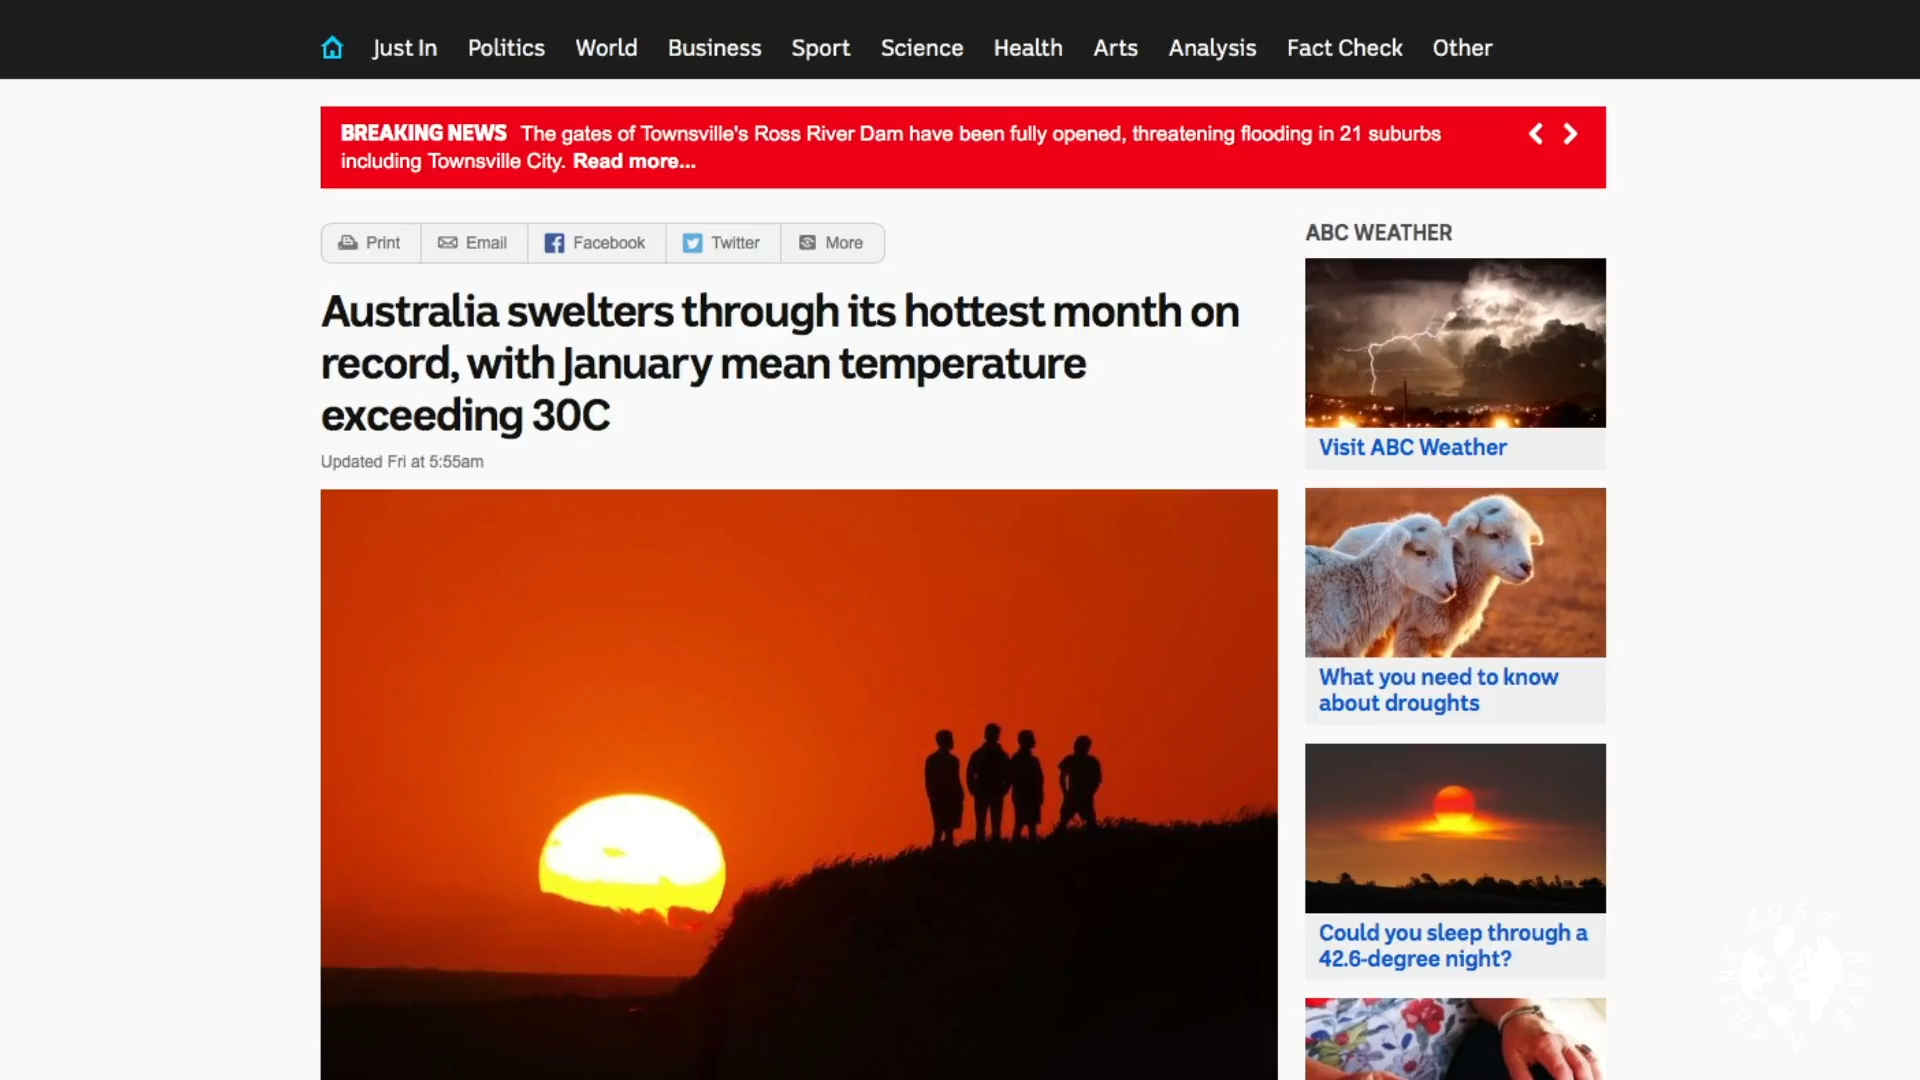 Just In Politics World Business Sport Science Health Arts Analysis Fact Check Other
BREAKING NEWS The gates of Townsville's Ross River Dam have been fully opened, threatening flooding in 21 suburbs
including Townsville City. Read more...
Print Email Facebook Twitter More
Australia swelters through its hottest month on
record, with January mean temperature
exceeding 30C
Updated Fri at 5:55am
ABC WEATHER
Visit ABC Weather
What you need to know
about droughts
Could you sleep through a
42.6-degree night?